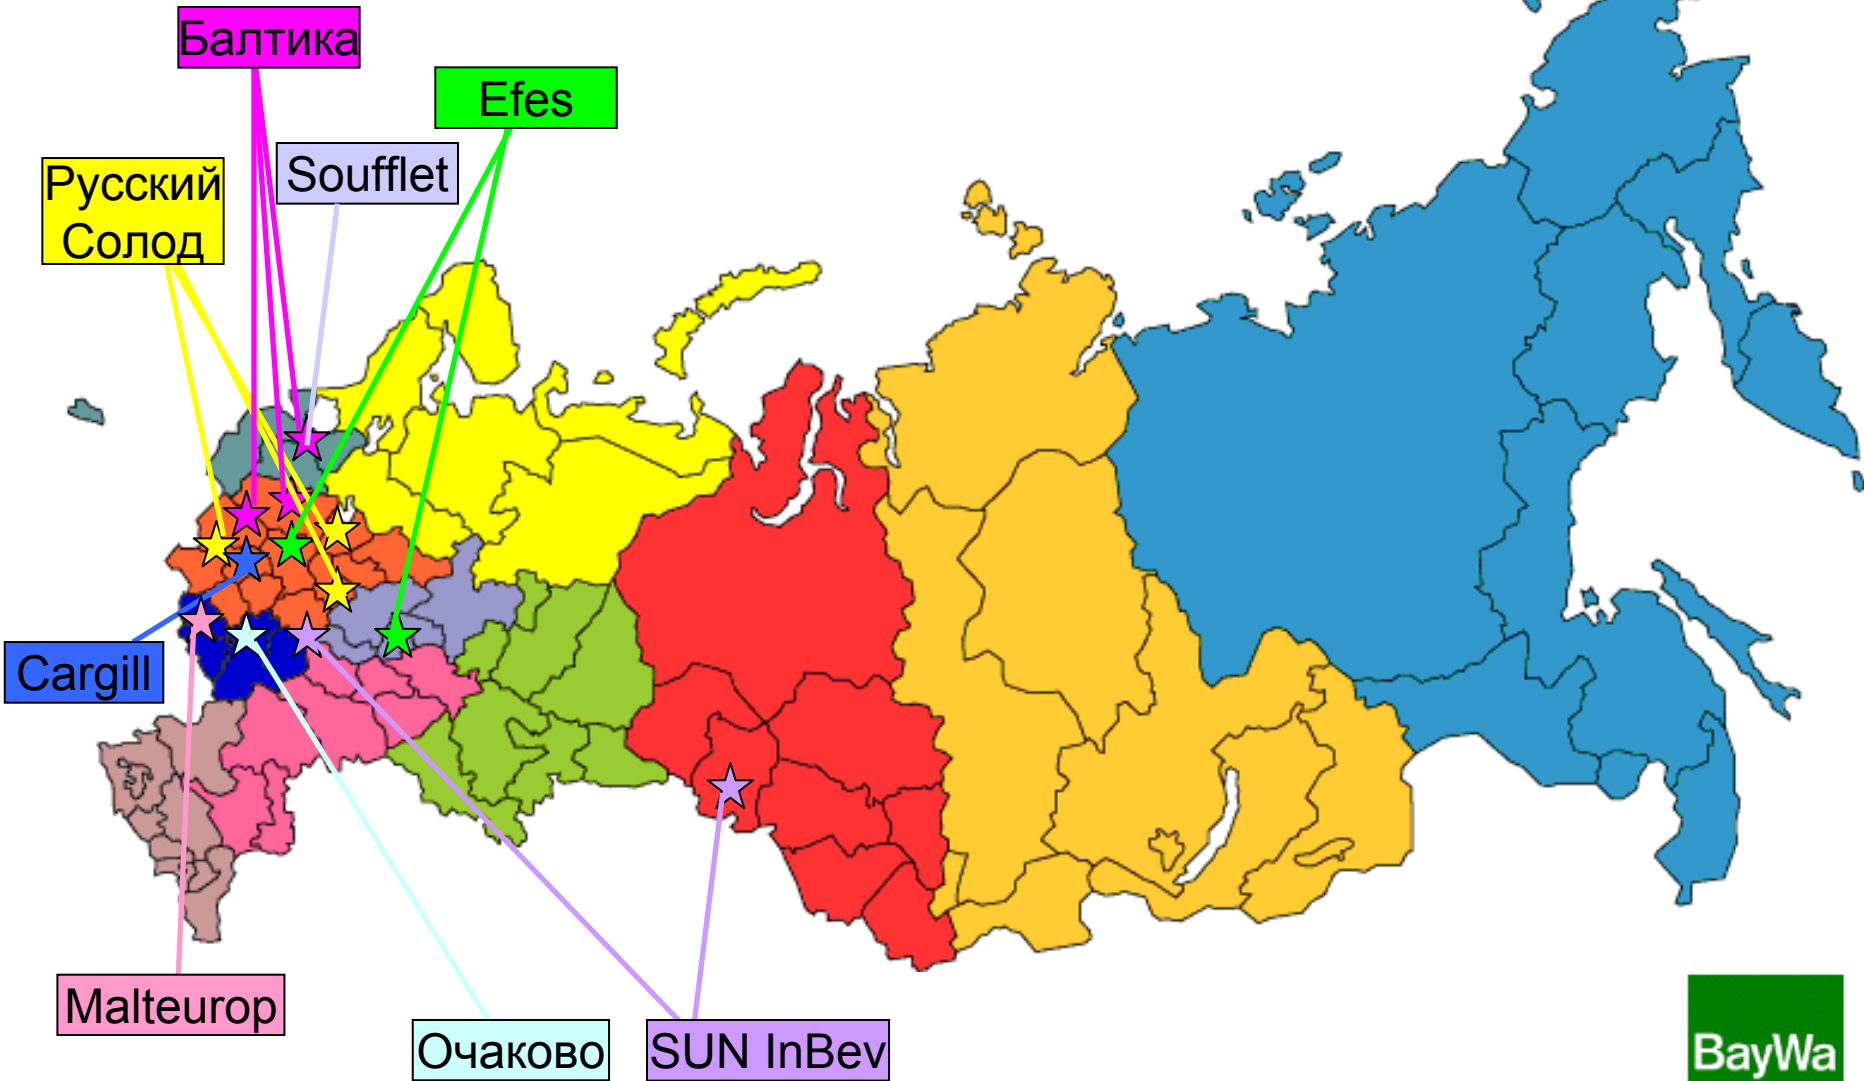 Балтика
Efes
Soufflet
Русский
Солод
Cargill
Malteurop
Очаково
SUN InBev
BayWa